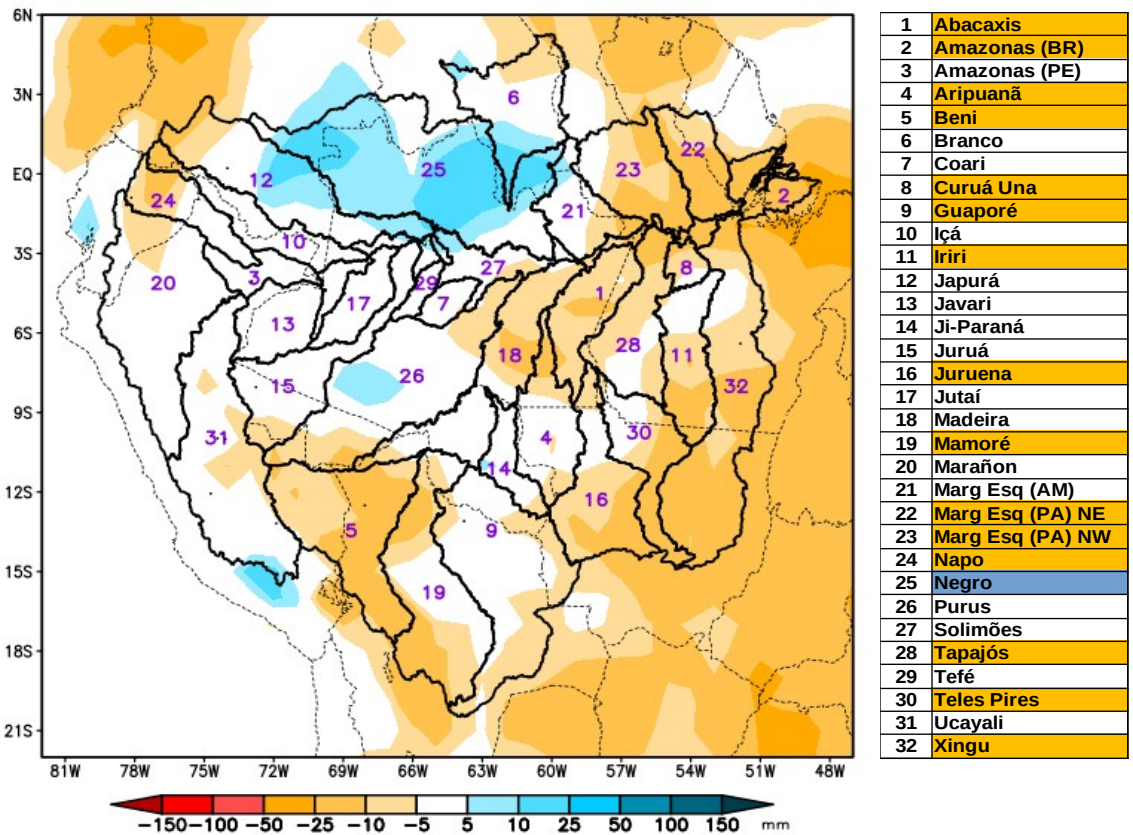 6N
3N
EQ
3S
6S
9S
12S
15S
18S
21S
81W 78W 75W 72W 69W 66W 63W 60W 57W 54W 51W 48W
6
22
25
23
12
2
24
21
10
27
8
3
20
29
1
7
17
13
28
18
11
26
15
32
30
31
4
14
16
5
9
19
-150 -100 -50 -25 -10 -5 5 10 25 50 100 150 mm
1 Abacaxis
2 Amazonas (BR)
3 Amazonas (PE)
4 Aripuanã
5 Beni
6 Branco
7 Coari
8 Curuá Una
9 Guaporé
10 Içá
11 Iriri
12 Japurá
13 Javari
14 Ji-Paraná
15 Juruá
16 Juruena
17 Jutaí
18 Madeira
19 Mamoré
20 Marañon
21 Marg Esq (AM)
22 Marg Esq (PA) NE
23 Marg Esq (PA) NW
24 Napo
25 Negro
26 Purus
27 Solimões
28 Tapajós
29 Tefé
30 Teles Pires
31 Ucayali
32 Xingu